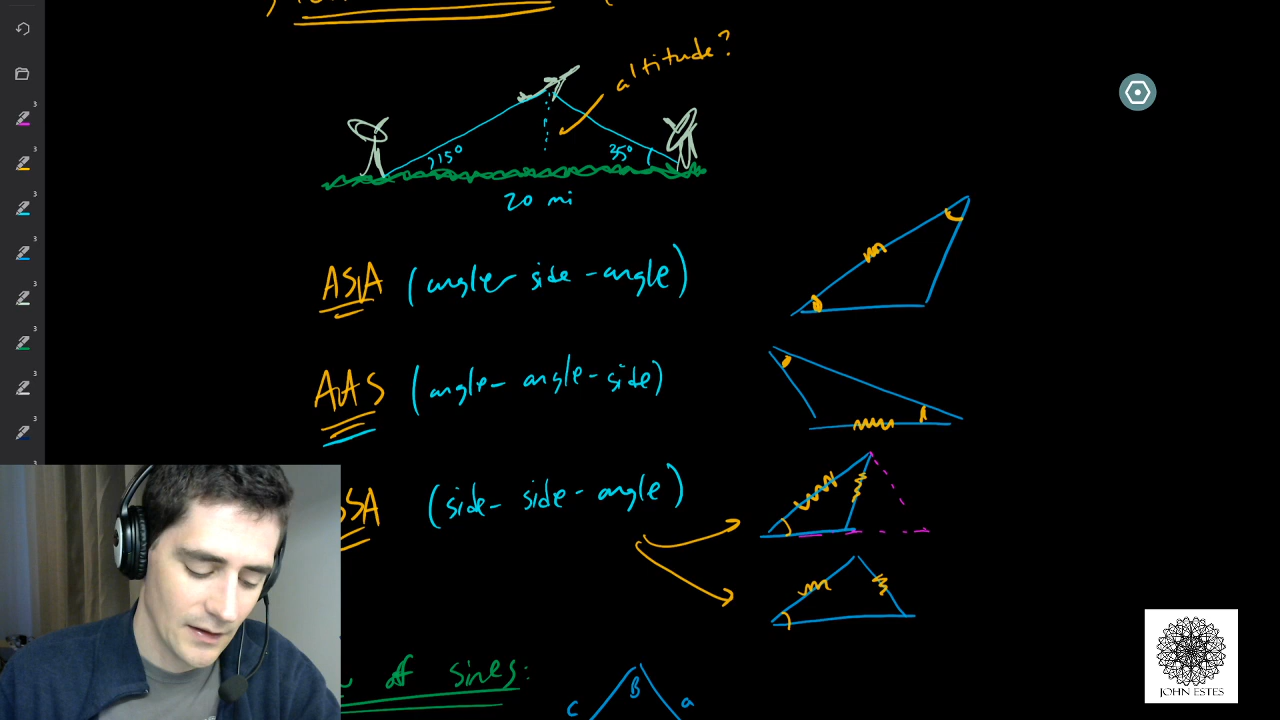 altitude?
15° 35°
20 mi
ASA (angle side-angle)
AAS (angle- angle-side)
SA (side- side-angle)
of sines:
B
c a
JOHN ESTES